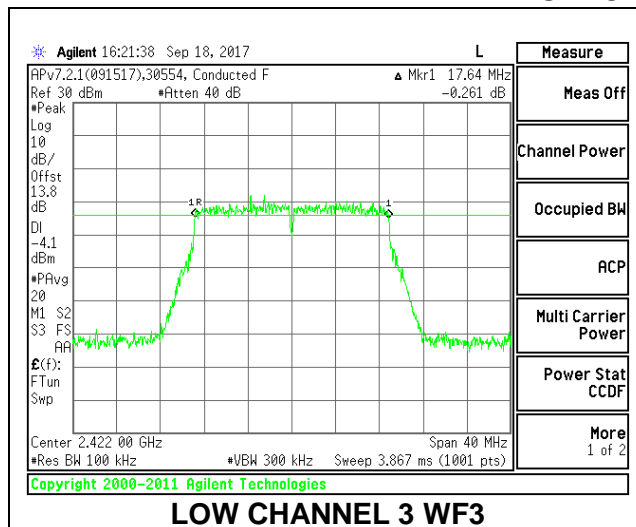 Agilent 16:21:38 Sep 18, 2017 L
APv7.2.1(091517),30554, Conducted F
Δ Mkr1 17.64 MHz
Ref 30 dBm #Atten 40 dB -0.261 dB
#Peak
Log
10
dB/
Offst
13.8
dB
DI
-4.1
dBm
#PAvg
20
M1 S2
S3 FS
AA
£(f):
FTun
Swp
1R
1
Center 2.422 00 GHz Span 40 MHz
#Res BW 100 kHz #VBW 300 kHz Sweep 3.867 ms (1001 pts)
Copyright 2000-2011 Agilent Technologies
Measure
Meas Off
Channel Power
Occupied BW
ACP
Multi Carrier
Power
Power Stat
CCDF
More
1 of 2
LOW CHANNEL 3 WF3